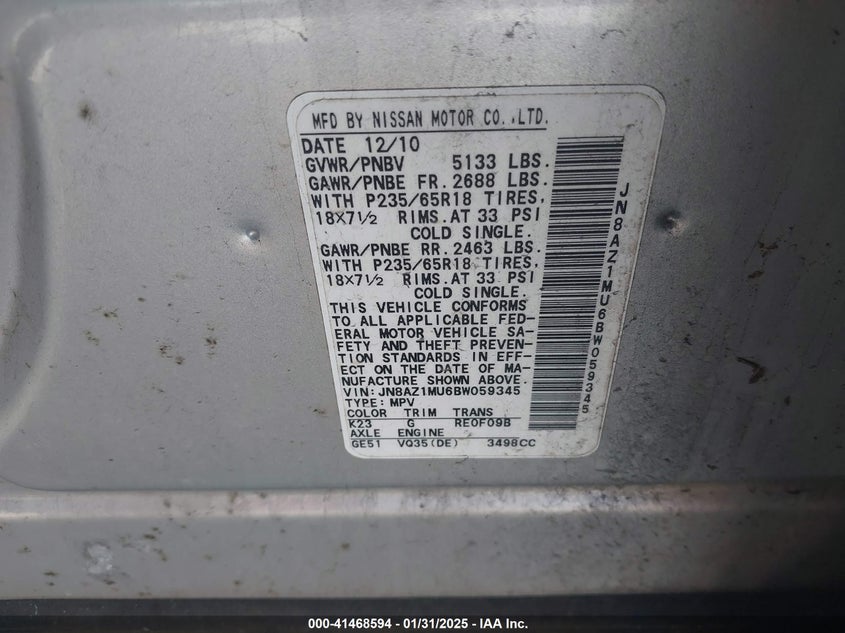 MFD BY NISSAN MOTOR CO.,LTD.
DATE 12/10
GVWR/PNBV 5133 LBS.
GAWR/PNBE FR. 2688 LBS.
WITH P235/65R18 TIRES,
18X7½ RIMS. AT 33 PSI
COLD SINGLE.
GAWR/PNBE RR. 2463 LBS.
WITH P235/65R18 TIRES,
18X7½ RIMS. AT 33 PSI
COLD SINGLE.
THIS VEHICLE CONFORMS
TO ALL APPLICABLE FED-
ERAL MOTOR VEHICLE SA-
FETY AND THEFT PREVEN-
TION STANDARDS IN EFF-
ECT ON THE DATE OF MA-
NUFACTURE SHOWN ABOVE.
VIN: JN8AZ1MU6BW059345
TYPE: MPV
COLOR TRIM TRANS
K23 G RE0F09B
AXLE ENGINE
GE51 VQ35(DE) 3498CC
JN8AZ1MU6BW059345
000-41468594 - 01/31/2025 - IAA Inc.